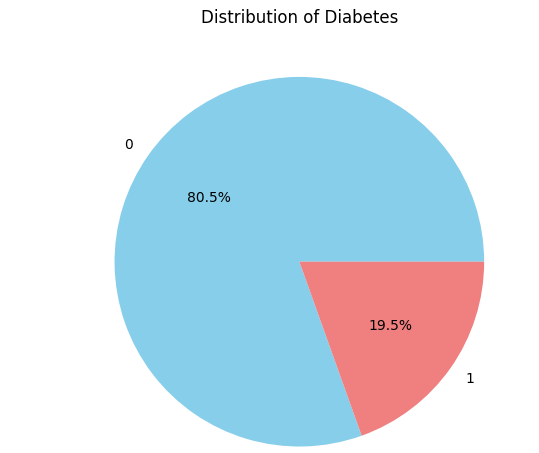 Distribution of Diabetes
0
80.5%
19.5%
1